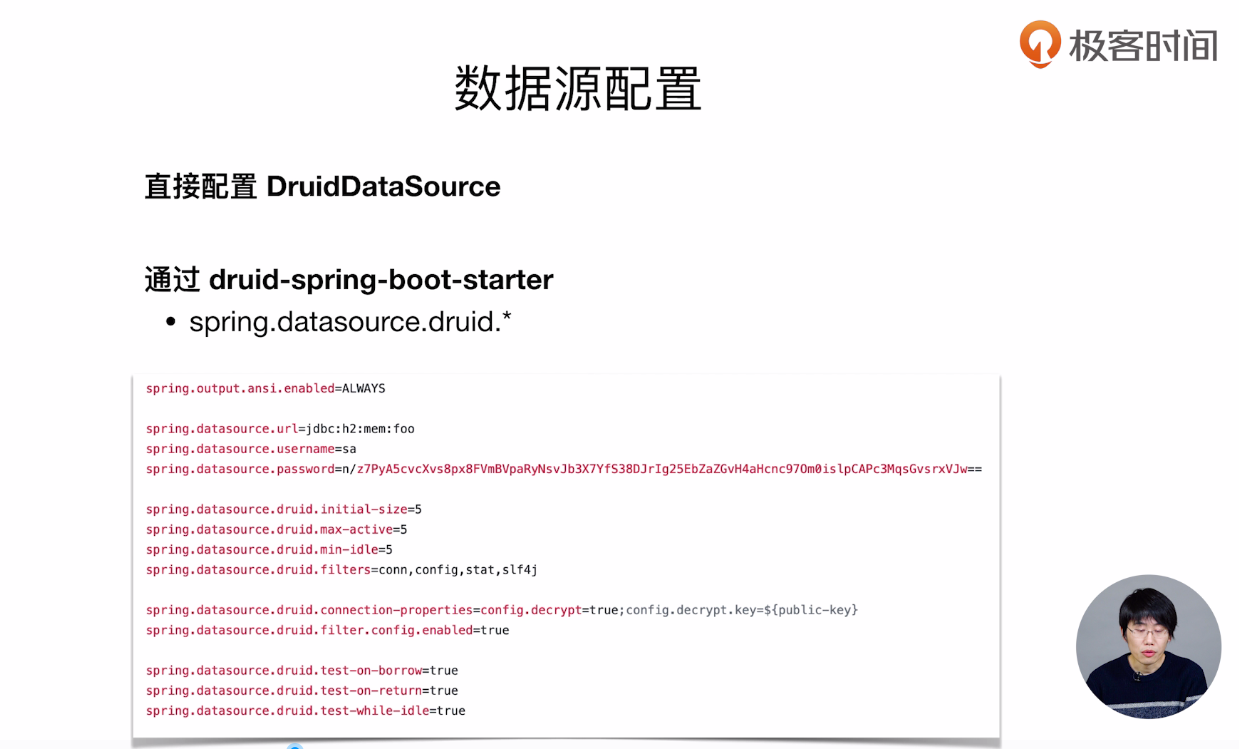 极客时间
数据源配置
直接配置 DruidDataSource
通过 druid-spring-boot-starter
• spring.datasource.druid.*
spring.output.ansi.enabled=ALWAYS
spring.datasource.url=jdbc:h2:mem:foo
spring.datasource.username=sa
spring.datasource.password=n/z7PyA5cvcXvs8px8FVmBVpaRyNsvJb3X7YfS38DJrIg25EbZaZGvH4aHcnc97Om0islpCAPc3MqsGvsrxVJw==
spring.datasource.druid.initial-size=5
spring.datasource.druid.max-active=5
spring.datasource.druid.min-idle=5
spring.datasource.druid.filters=conn,config,stat,slf4j
spring.datasource.druid.connection-properties=config.decrypt=true;config.decrypt.key=${public-key}
spring.datasource.druid.filter.config.enabled=true
spring.datasource.druid.test-on-borrow=true
spring.datasource.druid.test-on-return=true
spring.datasource.druid.test-while-idle=true